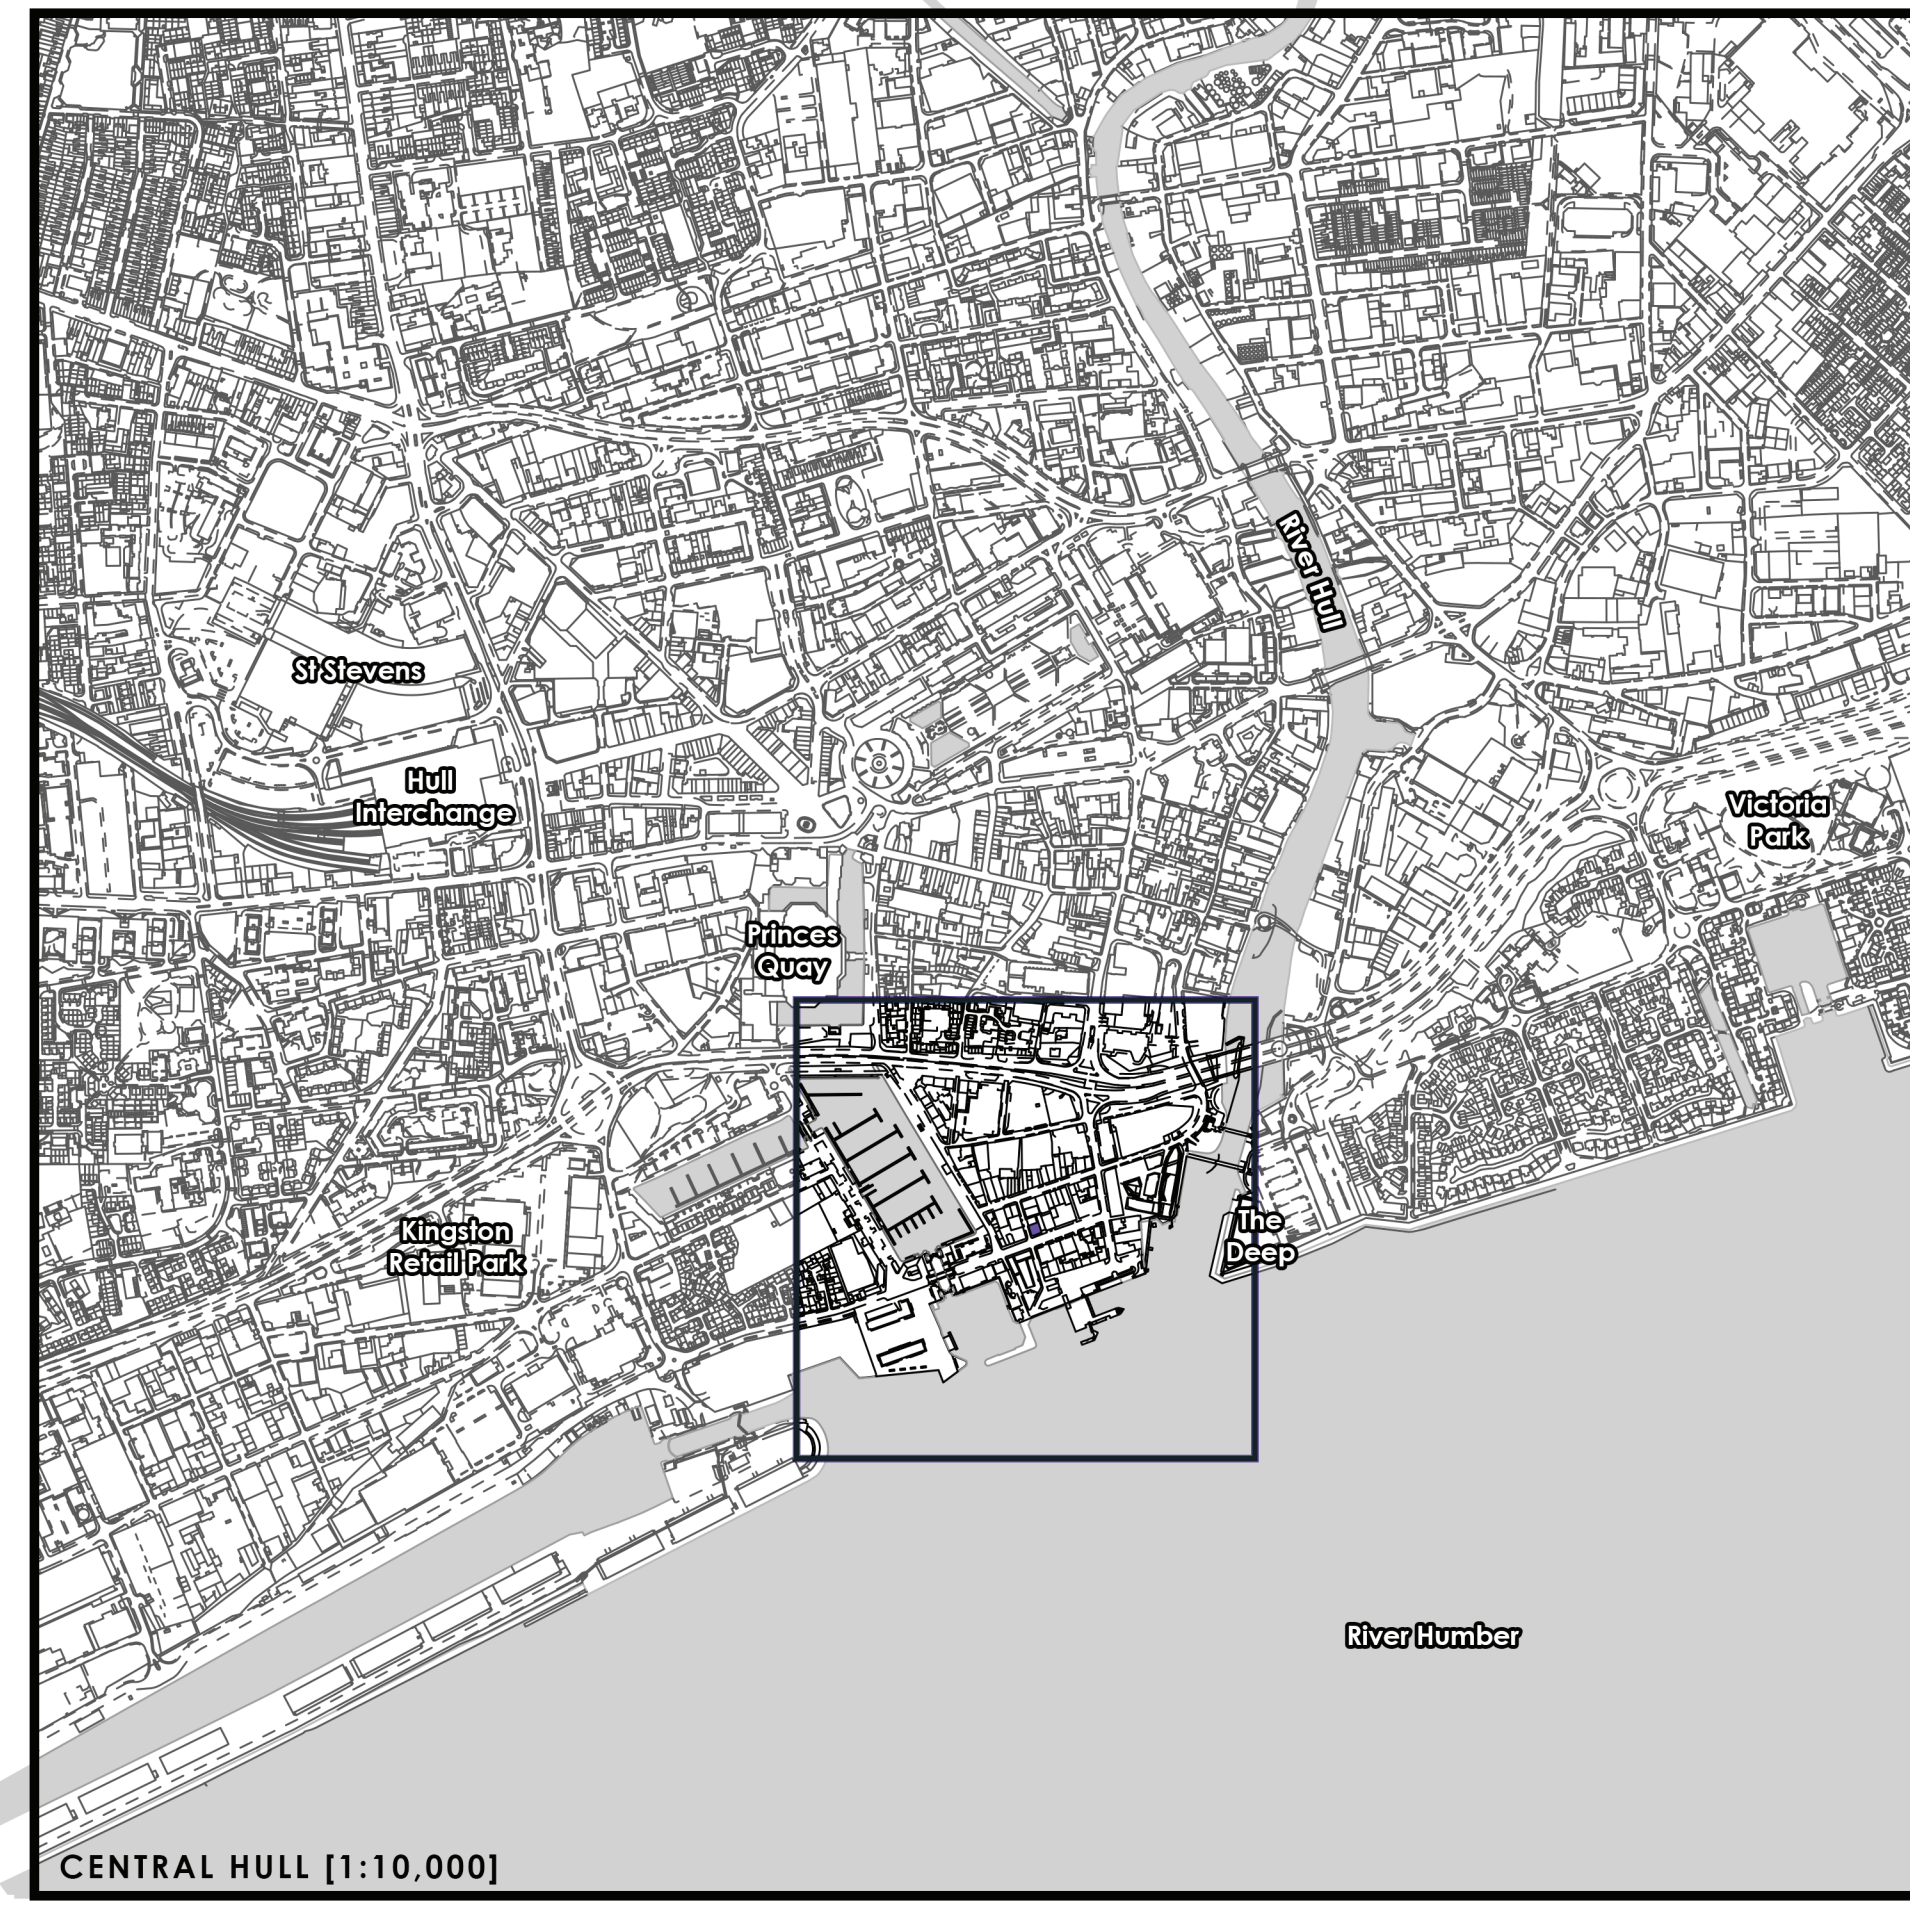 River Hull
St Stevens
Hull
Interchange
Victoria
Park
Princes
Quay
The
Deep
Kingston
Retail Park
River Humber
CENTRAL HULL [1:10,000]